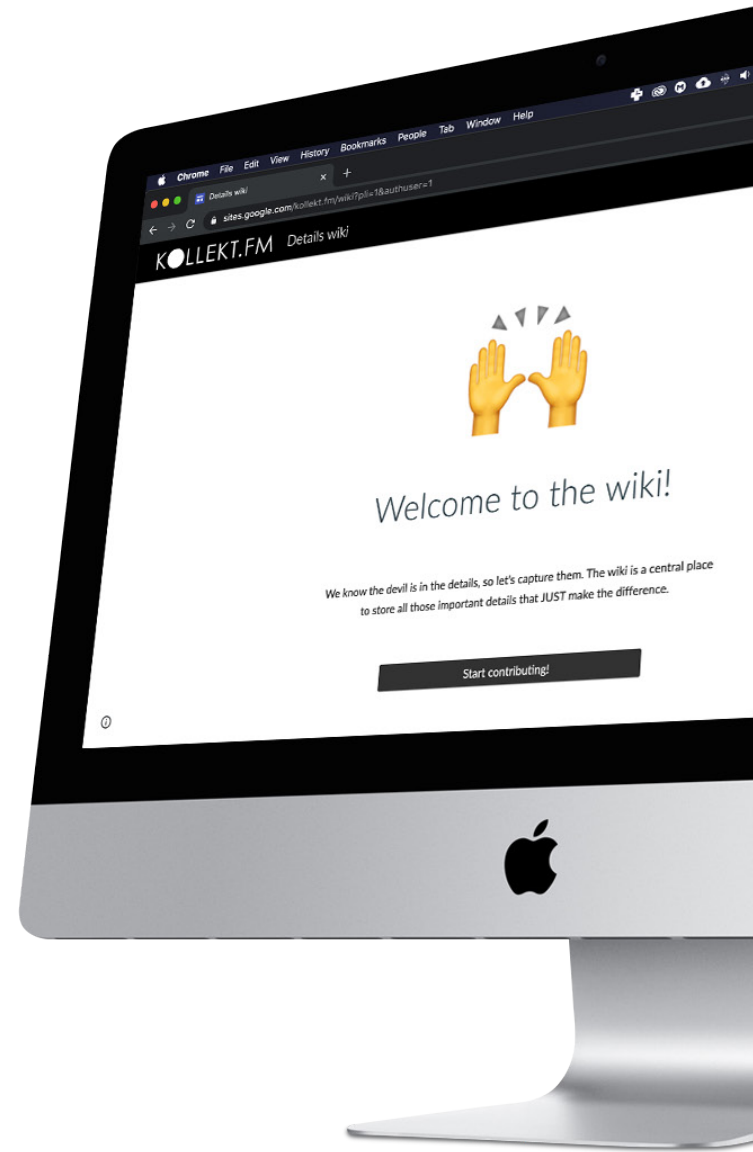 Chrome File Edit View History Bookmarks People Tab Window Help
Details wiki
sites.google.com/kollekt.fm/wiki?pli=1&authuser=1
KOLLEKT.FM Details wiki
Welcome to the wiki!
We know the devil is in the details, so let's capture them. The wiki is a central place
to store all those important details that JUST make the difference.
Start contributing!